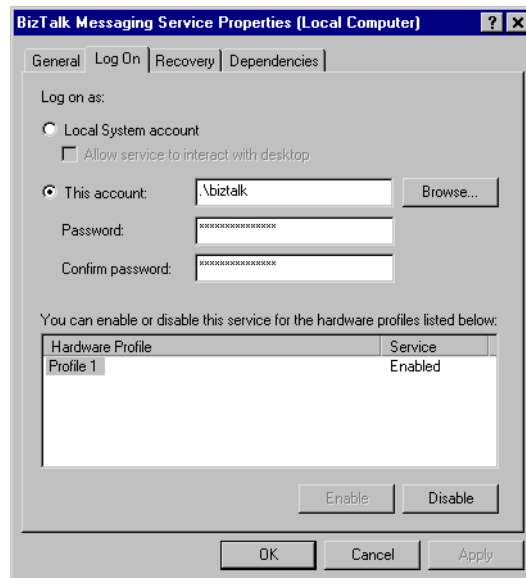 BizTalk Messaging Service Properties (Local Computer)
General Log On Recovery Dependencies
Log on as:
Local System account
Allow service to interact with desktop
This account: .\biztalk Browse...
Password: ***************
Confirm password: ***************
You can enable or disable this service for the hardware profiles listed below:
Hardware Profile Service
Profile 1 Enabled
Enable Disable
OK Cancel Apply